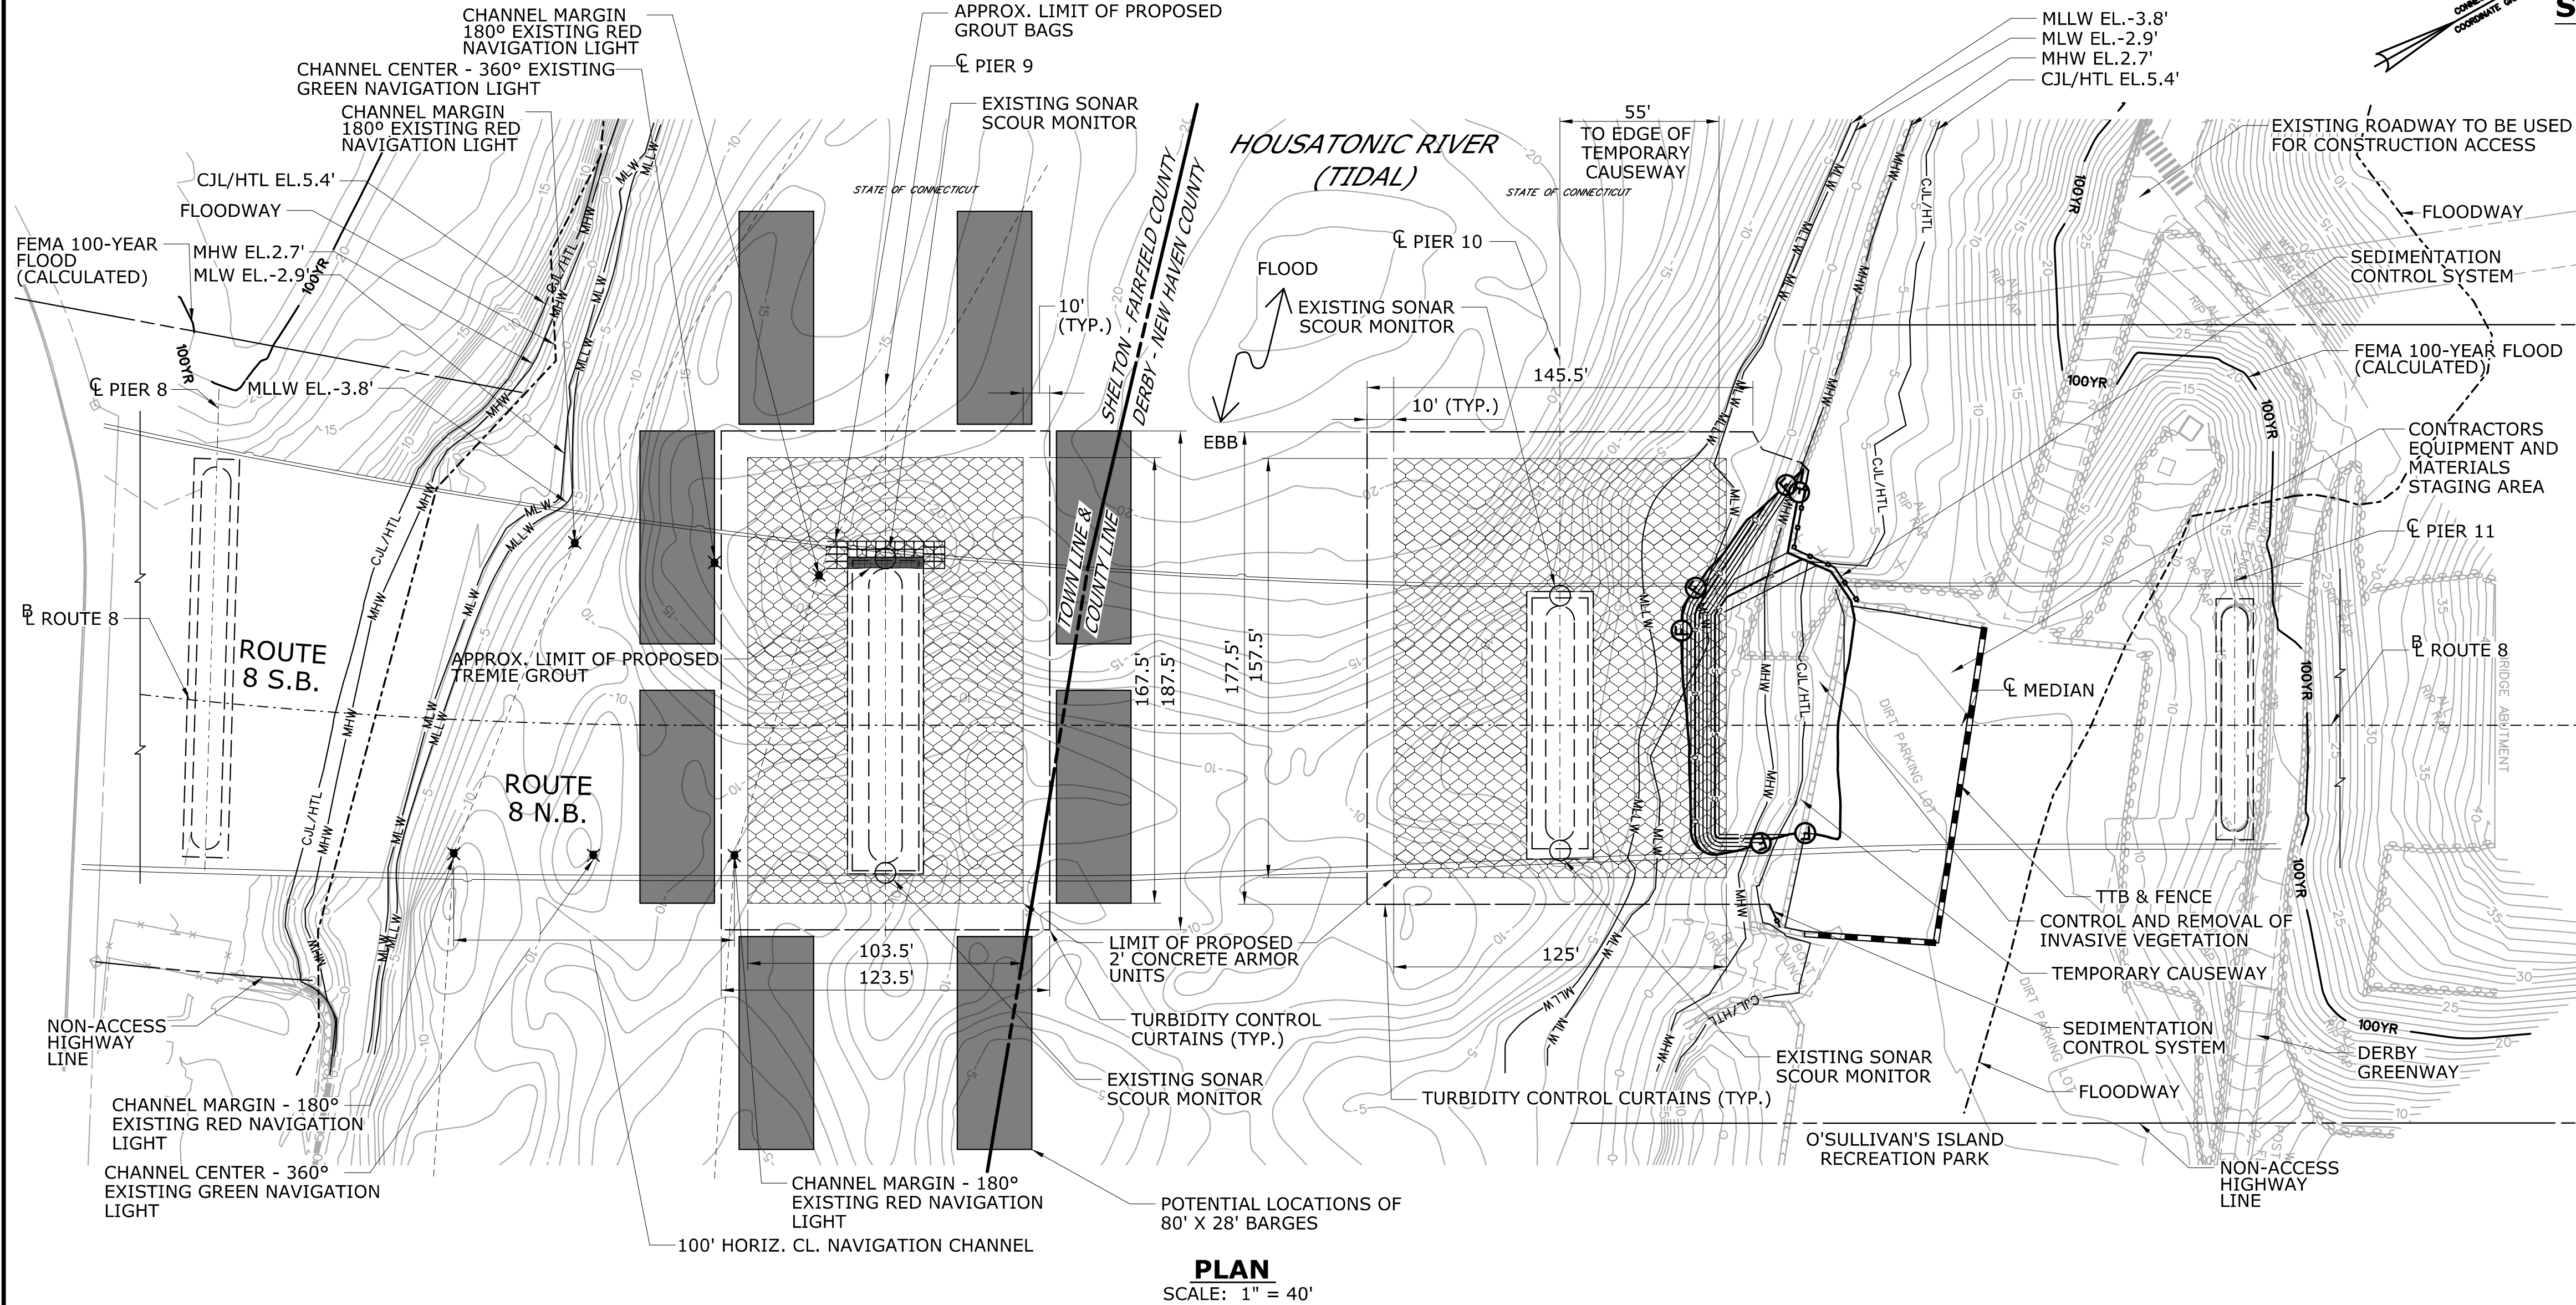 CHANNEL MARGIN
180º EXISTING RED
NAVIGATION LIGHT
CHANNEL CENTER - 360° EXISTING
GREEN NAVIGATION LIGHT
CHANNEL MARGIN
180º EXISTING RED
NAVIGATION LIGHT
CJL/HTL EL.5.4'
FLOODWAY
FEMA 100-YEAR
FLOOD
(CALCULATED)
MHW EL.2.7'
MLW EL.-2.9'
℄ PIER 8
MLLW EL.-3.8'
APPROX. LIMIT OF PROPOSED
GROUT BAGS
℄ PIER 9
EXISTING SONAR
SCOUR MONITOR
STATE OF CONNECTICUT
10'
(TYP.)
SHELTON - FAIRFIELD COUNTY
DERBY - NEW HAVEN COUNTY
TOWN LINE &
COUNTY LINE
HOUSATONIC RIVER
(TIDAL)
FLOOD
EBB
STATE OF CONNECTICUT
55'
TO EDGE OF
TEMPORARY
CAUSEWAY
℄ PIER 10
EXISTING SONAR
SCOUR MONITOR
145.5'
10' (TYP.)
MLLW EL.-3.8'
MLW EL.-2.9'
MHW EL.2.7'
CJL/HTL EL.5.4'
EXISTING ROADWAY TO BE USED
FOR CONSTRUCTION ACCESS
FLOODWAY
SEDIMENTATION
CONTROL SYSTEM
FEMA 100-YEAR FLOOD
(CALCULATED)
CONTRACTORS
EQUIPMENT AND
MATERIALS
STAGING AREA
℄ PIER 11
BL ROUTE 8
℄ MEDIAN
BL ROUTE 8
ROUTE
8 S.B.
ROUTE
8 N.B.
APPROX. LIMIT OF PROPOSED
TREMIE GROUT
167.5'
187.5'
177.5'
157.5'
103.5'
123.5'
125'
DIRT PARKING LOT
BRIDGE ABUTMENT
LIMIT OF PROPOSED
2' CONCRETE ARMOR
UNITS
TURBIDITY CONTROL
CURTAINS (TYP.)
EXISTING SONAR
SCOUR MONITOR
TURBIDITY CONTROL CURTAINS (TYP.)
EXISTING SONAR
SCOUR MONITOR
BOAT
LAUNCH
TTB & FENCE
CONTROL AND REMOVAL OF
INVASIVE VEGETATION
TEMPORARY CAUSEWAY
SEDIMENTATION
CONTROL SYSTEM
DERBY
GREENWAY
FLOODWAY
DIRT PARKING LOT
O'SULLIVAN'S ISLAND
RECREATION PARK
NON-ACCESS
HIGHWAY
LINE
NON-ACCESS
HIGHWAY
LINE
CHANNEL MARGIN - 180°
EXISTING RED NAVIGATION
LIGHT
CHANNEL CENTER - 360°
EXISTING GREEN NAVIGATION
LIGHT
CHANNEL MARGIN - 180°
EXISTING RED NAVIGATION
LIGHT
100' HORIZ. CL. NAVIGATION CHANNEL
POTENTIAL LOCATIONS OF
80' X 28' BARGES
PLAN
SCALE: 1" = 40'